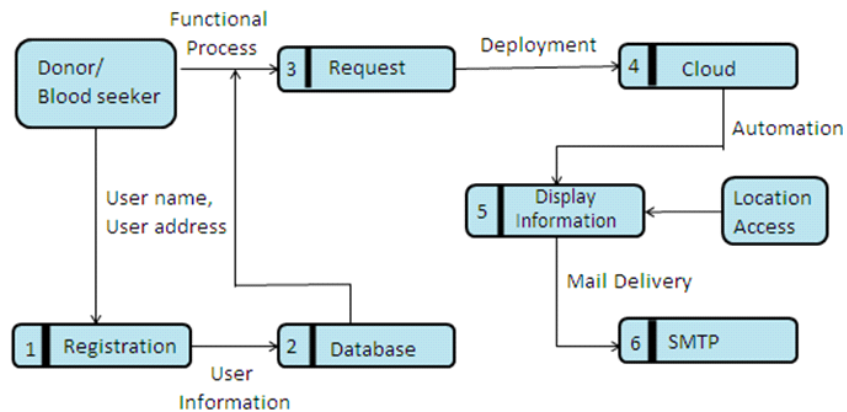 Functional
Process
Donor/
Blood seeker
3 Request
Deployment
4 Cloud
Automation
User name,
User address
5 Display
Information
Location
Access
Mail Delivery
1 Registration
2 Database
6 SMTP
User
Information